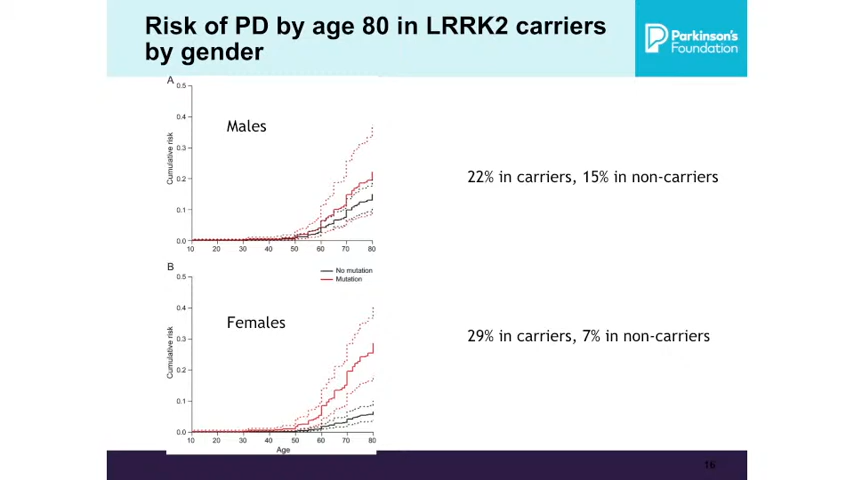 Risk of PD by age 80 in LRRK2 carriers
by gender
Parkinson's
Foundation
A
0.5
0.4
0.3
0.2
0.1
0.0
Cumulative risk
Males
10 20 30 40 50 60 70 80
22% in carriers, 15% in non-carriers
B
No mutation
Mutation
0.5
0.4
0.3
0.2
0.1
0.0
Cumulative risk
Females
10 20 30 40 50 60 70 80
Age
29% in carriers, 7% in non-carriers
16